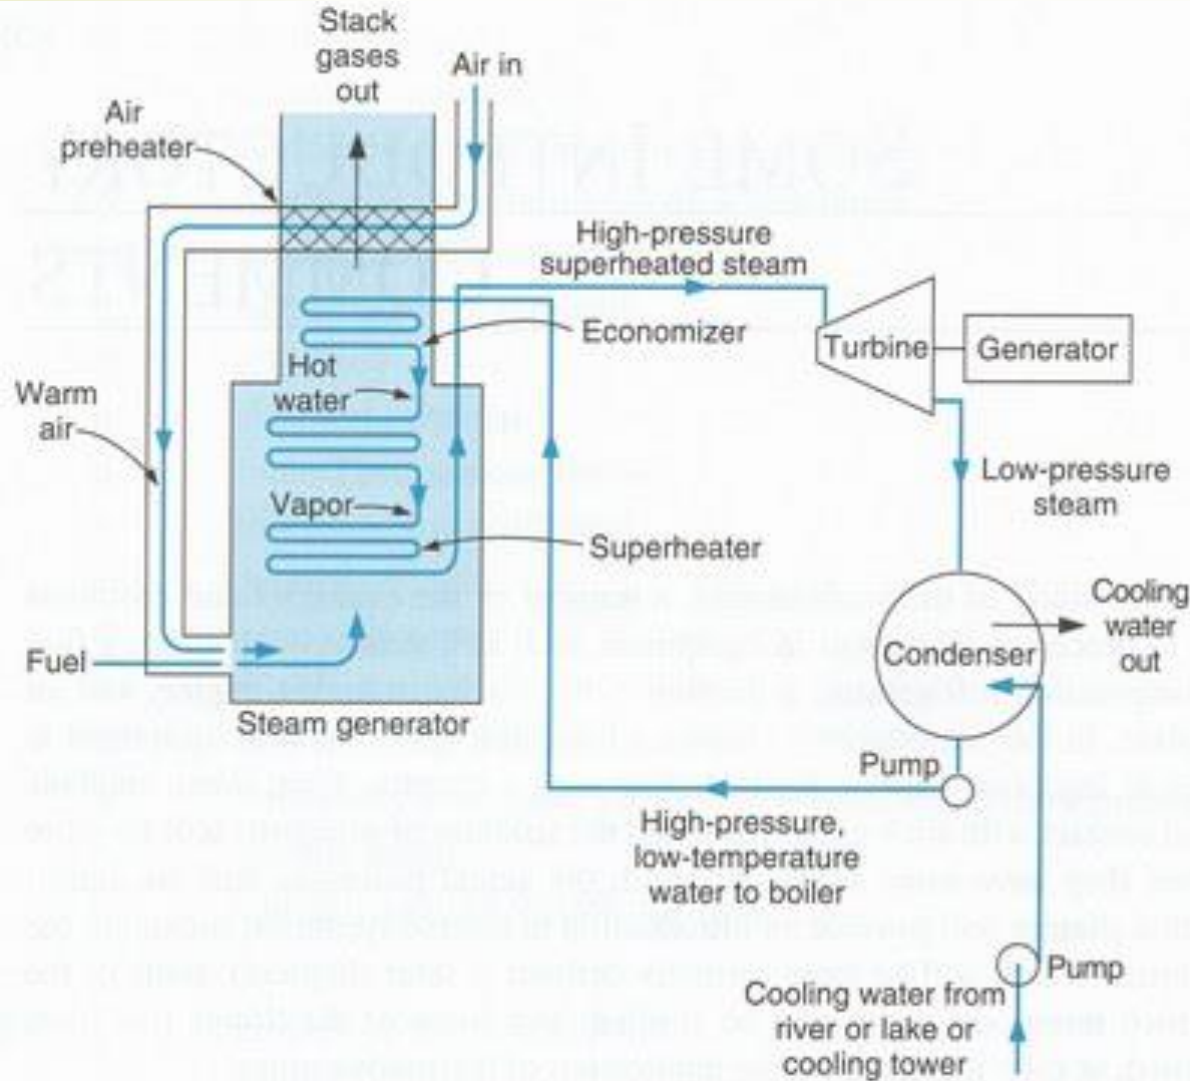 Stack
gases
out
Air in
Air
preheater
High-pressure
superheated steam
Economizer
Turbine
Generator
Hot
water
Warm
air
Low-pressure
steam
Vapor
Superheater
Cooling
water
out
Condenser
Fuel
Steam generator
Pump
High-pressure,
low-temperature
water to boiler
Pump
Cooling water from
river or lake or
cooling tower